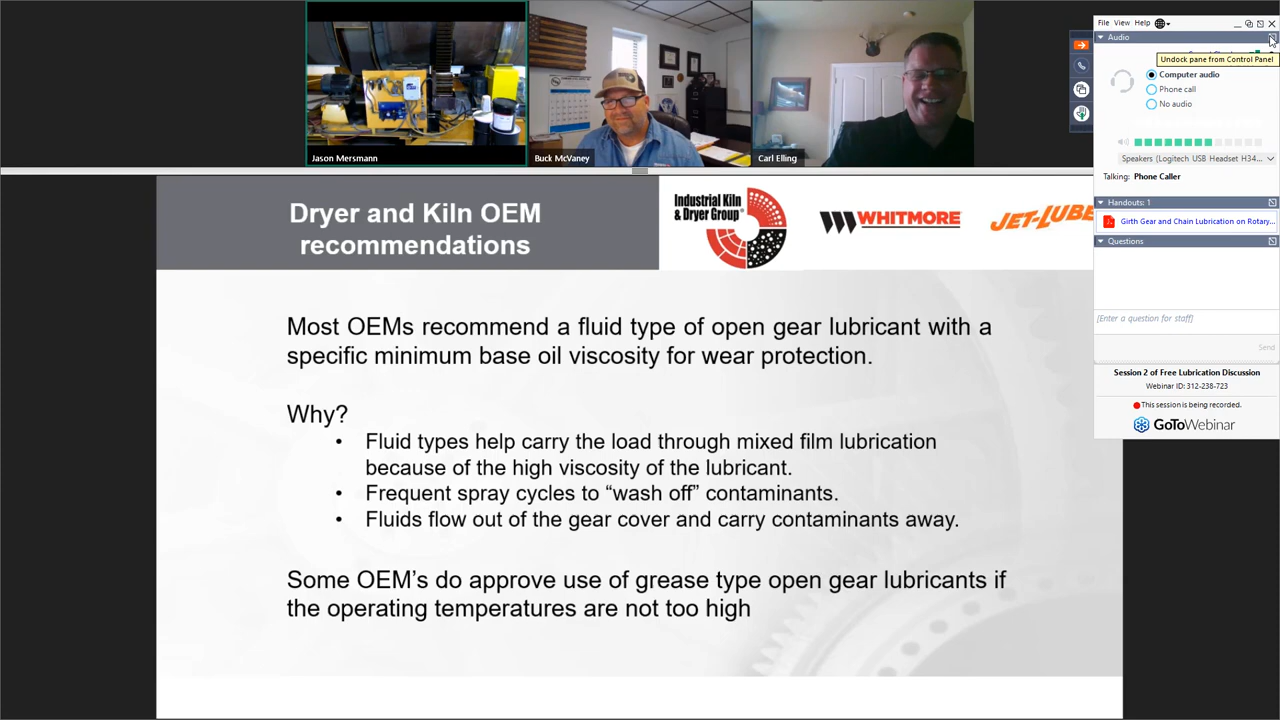 Jason Mersmann
Buck McVaney
Carl Elling
File View Help
Audio
Undock pane from Control Panel
Computer audio
Phone call
No audio
Speakers (Logitech USB Headset H34...
Talking: Phone Caller
Handouts: 1
Girth Gear and Chain Lubrication on Rotary...
Questions
[Enter a question for staff]
Send
Session 2 of Free Lubrication Discussion
Webinar ID: 312-238-723
This session is being recorded.
GoToWebinar
Dryer and Kiln OEM
recommendations
Industrial Kiln
& Dryer Group
WHITMORE
JET-LUBE
Most OEMs recommend a fluid type of open gear lubricant with a
specific minimum base oil viscosity for wear protection.
Why?
• Fluid types help carry the load through mixed film lubrication
because of the high viscosity of the lubricant.
• Frequent spray cycles to “wash off” contaminants.
• Fluids flow out of the gear cover and carry contaminants away.
Some OEM’s do approve use of grease type open gear lubricants if
the operating temperatures are not too high